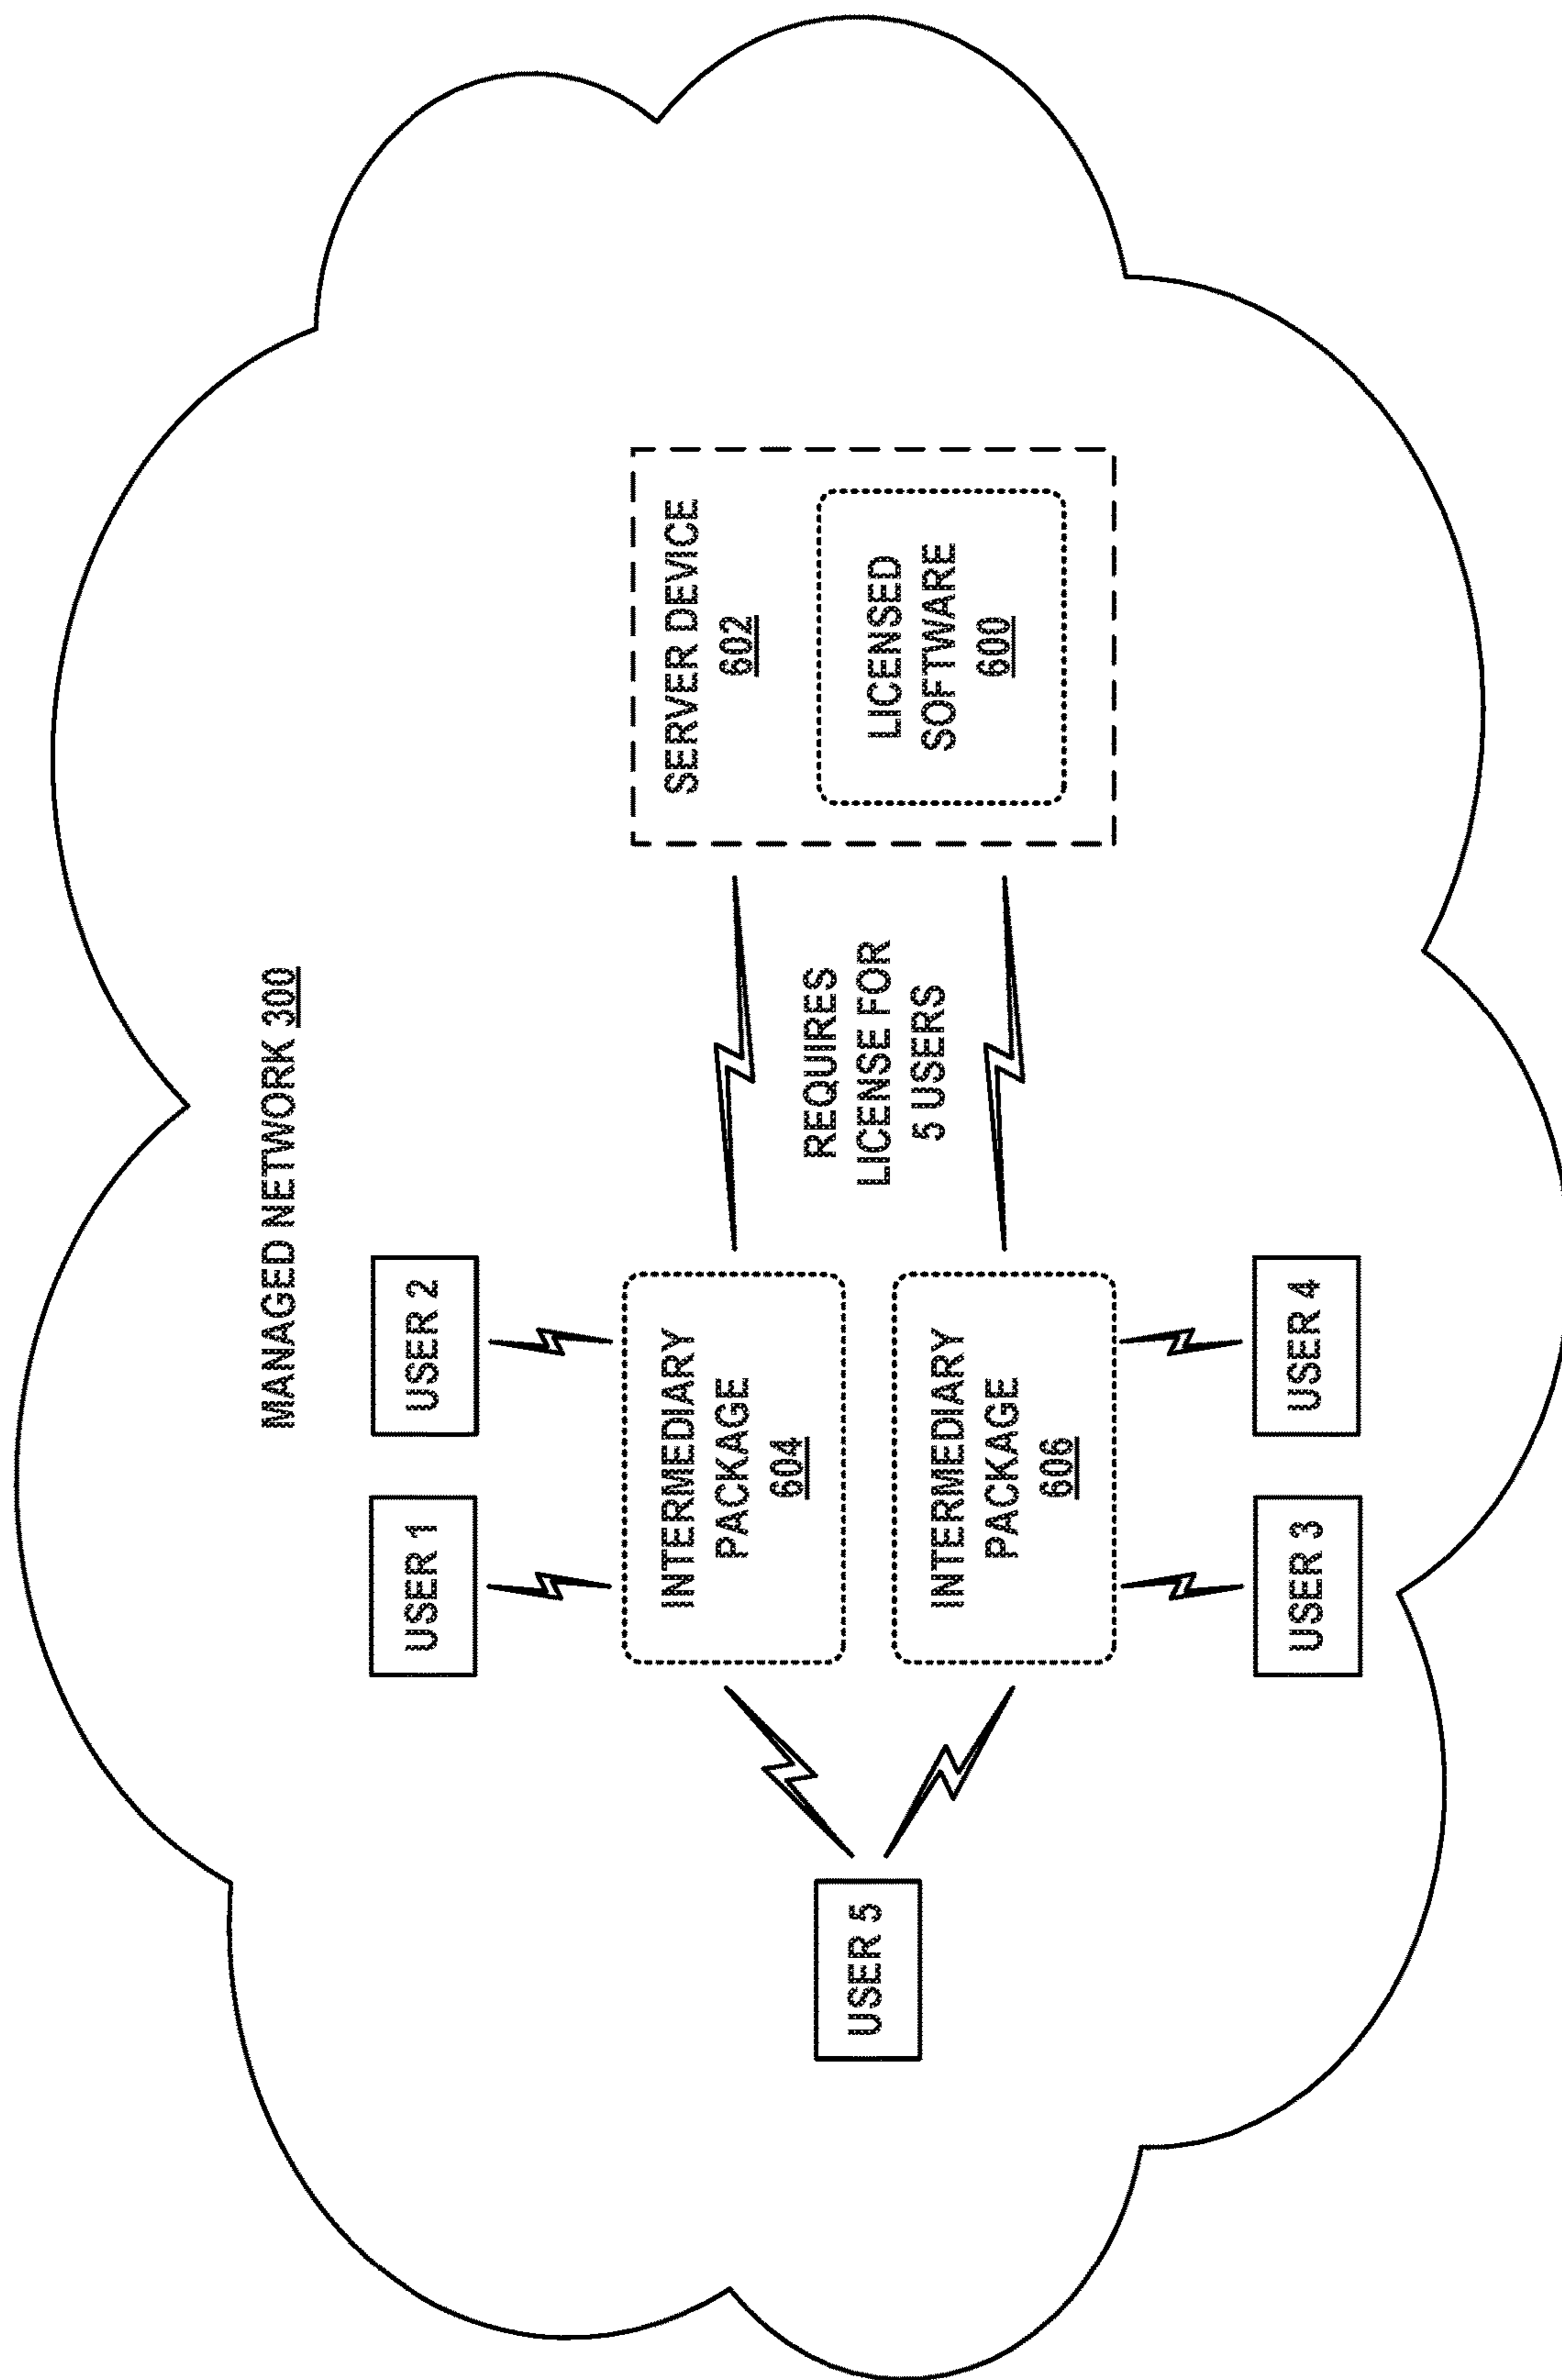 MANAGED NETWORK 300
USER 1
USER 2
USER 5
INTERMEDIARY
PACKAGE
604
INTERMEDIARY
PACKAGE
606
REQUIRES
LICENSE FOR
5 USERS
SERVER DEVICE
602
LICENSED
SOFTWARE
600
USER 3
USER 4